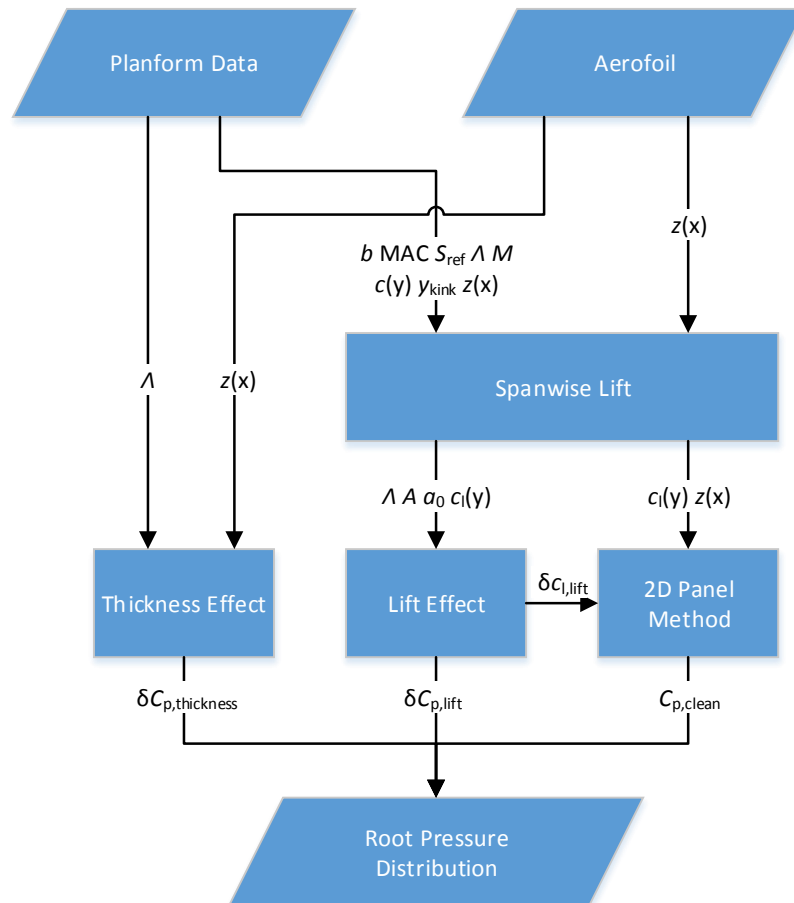 Planform Data
Aerofoil
b MAC Sref Λ M
c(y) ykink z(x)
z(x)
Λ
z(x)
Spanwise Lift
Λ A a0 cl(y)
cl(y) z(x)
Thickness Effect
Lift Effect
δcl,lift
2D Panel
Method
δCp,thickness
δCp,lift
Cp,clean
Root Pressure
Distribution